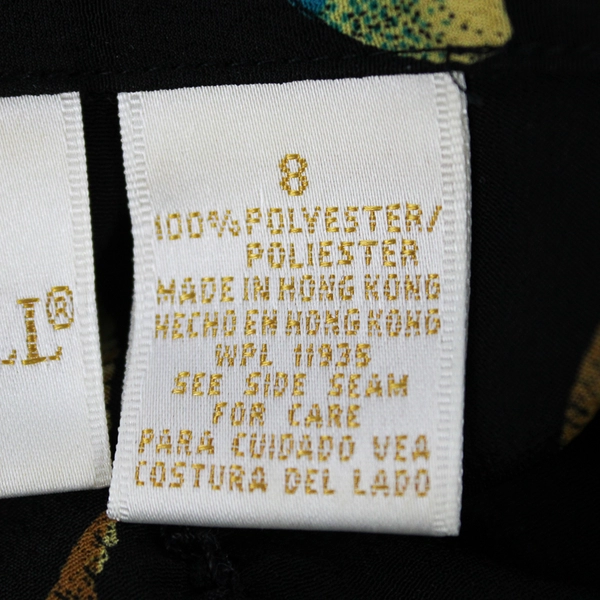 8
100% POLYESTER/
POLIESTER
MADE IN HONG KONG
HECHO EN HONG KONG
WPL 11935
SEE SIDE SEAM
FOR CARE
PARA CUIDADO VEA
COSTURA DEL LADO